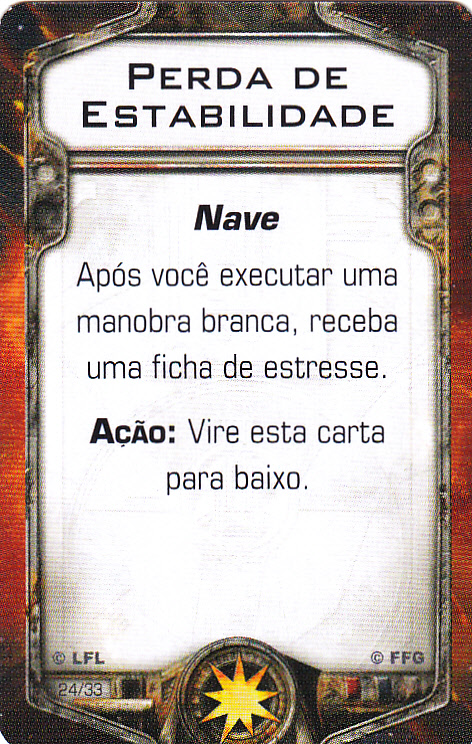 PERDA DE
ESTABILIDADE
Nave
Após você executar uma
manobra branca, receba
uma ficha de estresse.
AÇÃO: Vire esta carta
para baixo.
© LFL
© FFG
24/33